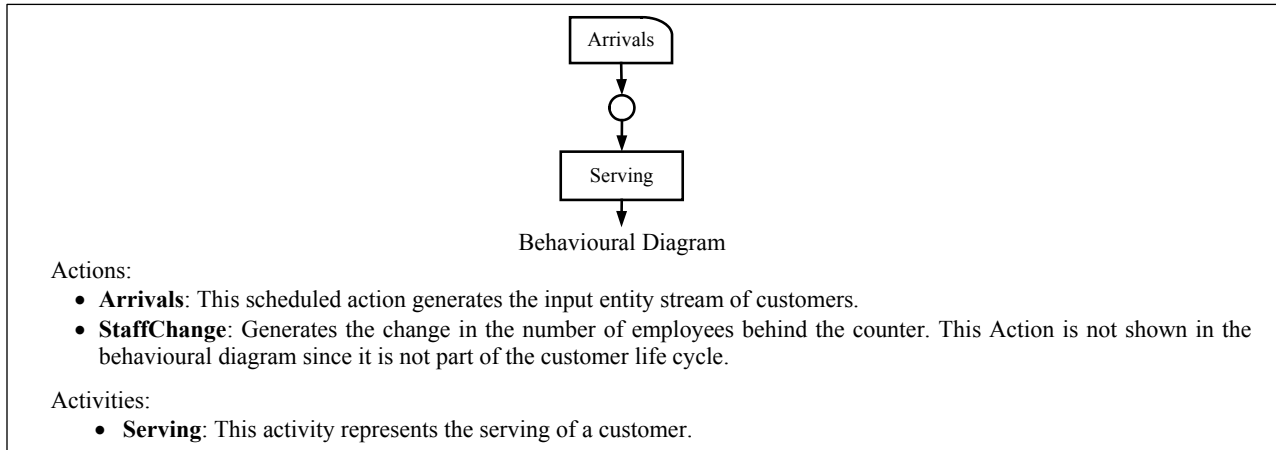 Arrivals
Serving
Behavioural Diagram
Actions:
• Arrivals: This scheduled action generates the input entity stream of customers.
• StaffChange: Generates the change in the number of employees behind the counter. This Action is not shown in the
behavioural diagram since it is not part of the customer life cycle.
Activities:
• Serving: This activity represents the serving of a customer.